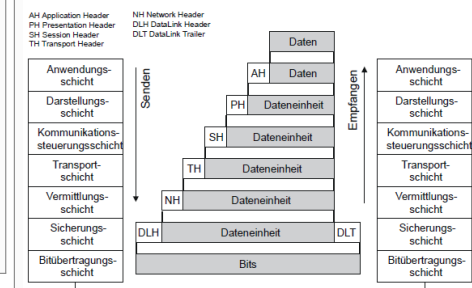 AH Application Header
PH Presentation Header
SH Session Header
TH Transport Header
NH Network Header
DLH DataLink Header
DLT DataLink Trailer
Anwendungs-
schicht
Darstellungs-
schicht
Kommunikations-
steuerungsschicht
Transport-
schicht
Vermittlungs-
schicht
Sicherungs-
schicht
Bitübertragungs-
schicht
Senden
Daten
AH Daten
PH Dateneinheit
SH Dateneinheit
TH Dateneinheit
NH Dateneinheit
DLH Dateneinheit DLT
Bits
Empfangen
Anwendungs-
schicht
Darstellungs-
schicht
Kommunikations-
steuerungsschicht
Transport-
schicht
Vermittlungs-
schicht
Sicherungs-
schicht
Bitübertragungs-
schicht